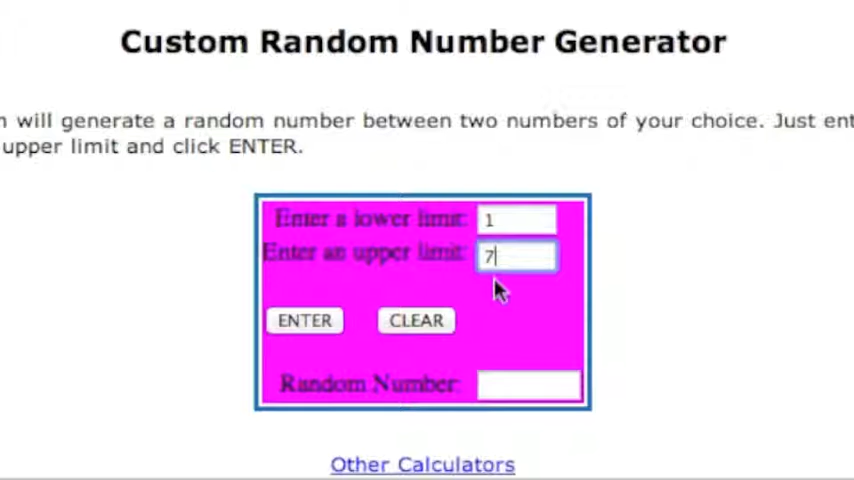 Custom Random Number Generator
will generate a random number between two numbers of your choice. Just
upper limit and click ENTER.
Enter a lower limit: 1
Enter an upper limit: 7
ENTER CLEAR
Random Number:
Other Calculators